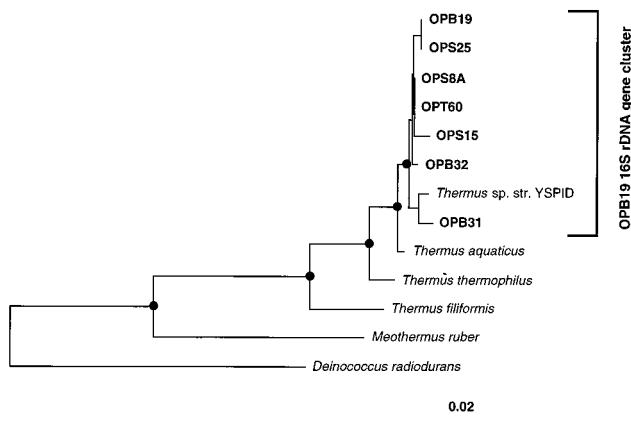 OPB19
OPS25
OPS8A
OPT60
OPS15
OPB32
Thermus sp. str. YSPID
OPB31
Thermus aquaticus
Thermus thermophilus
Thermus filiformis
Meothermus ruber
Deinococcus radiodurans
0.02
OPB19 16S rDNA gene cluster